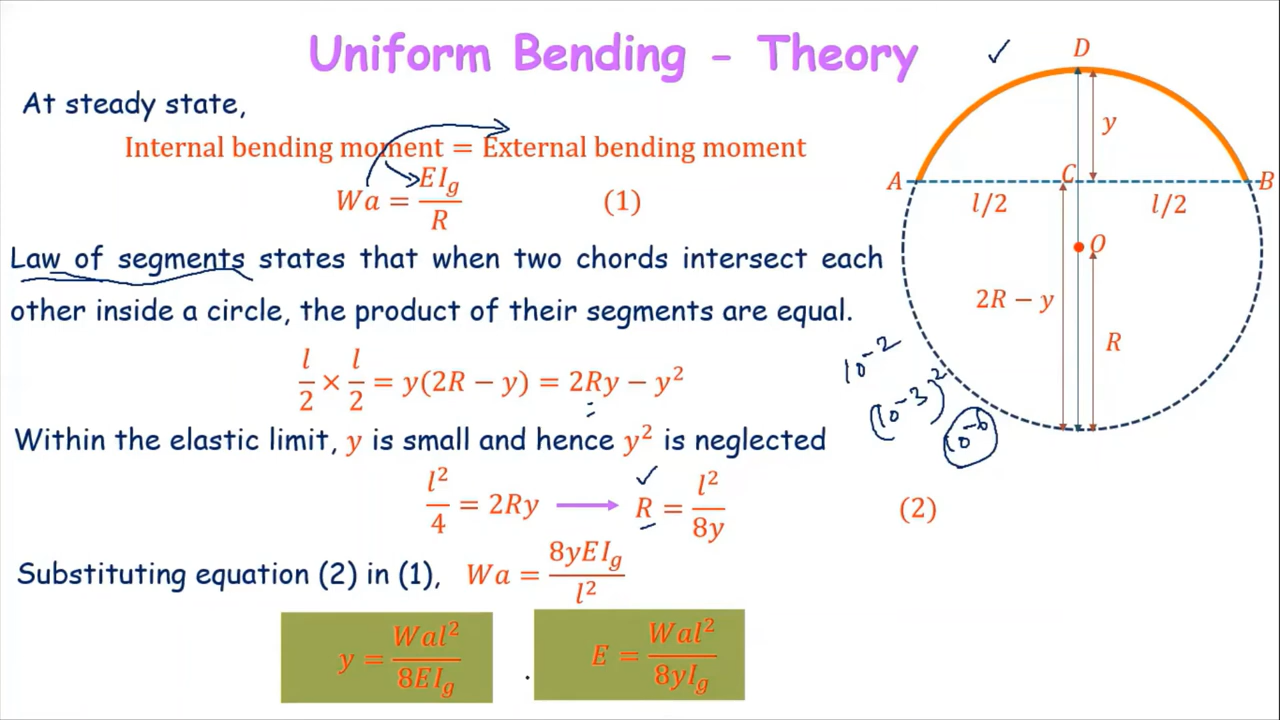 Uniform Bending - Theory
At steady state,
Internal bending moment = External bending moment
Wa = EI_g/R (1)
Law of segments states that when two chords intersect each
other inside a circle, the product of their segments are equal.
l/2 × l/2 = y(2R − y) = 2Ry − y²
Within the elastic limit, y is small and hence y² is neglected
l²/4 = 2Ry → R = l²/8y (2)
Substituting equation (2) in (1), Wa = 8yEI_g/l²
y = Wal²/8EI_g
E = Wal²/8yI_g
D
y
A C B
l/2 l/2
O
2R − y
R
10⁻²
(10⁻³)²
10⁻⁶